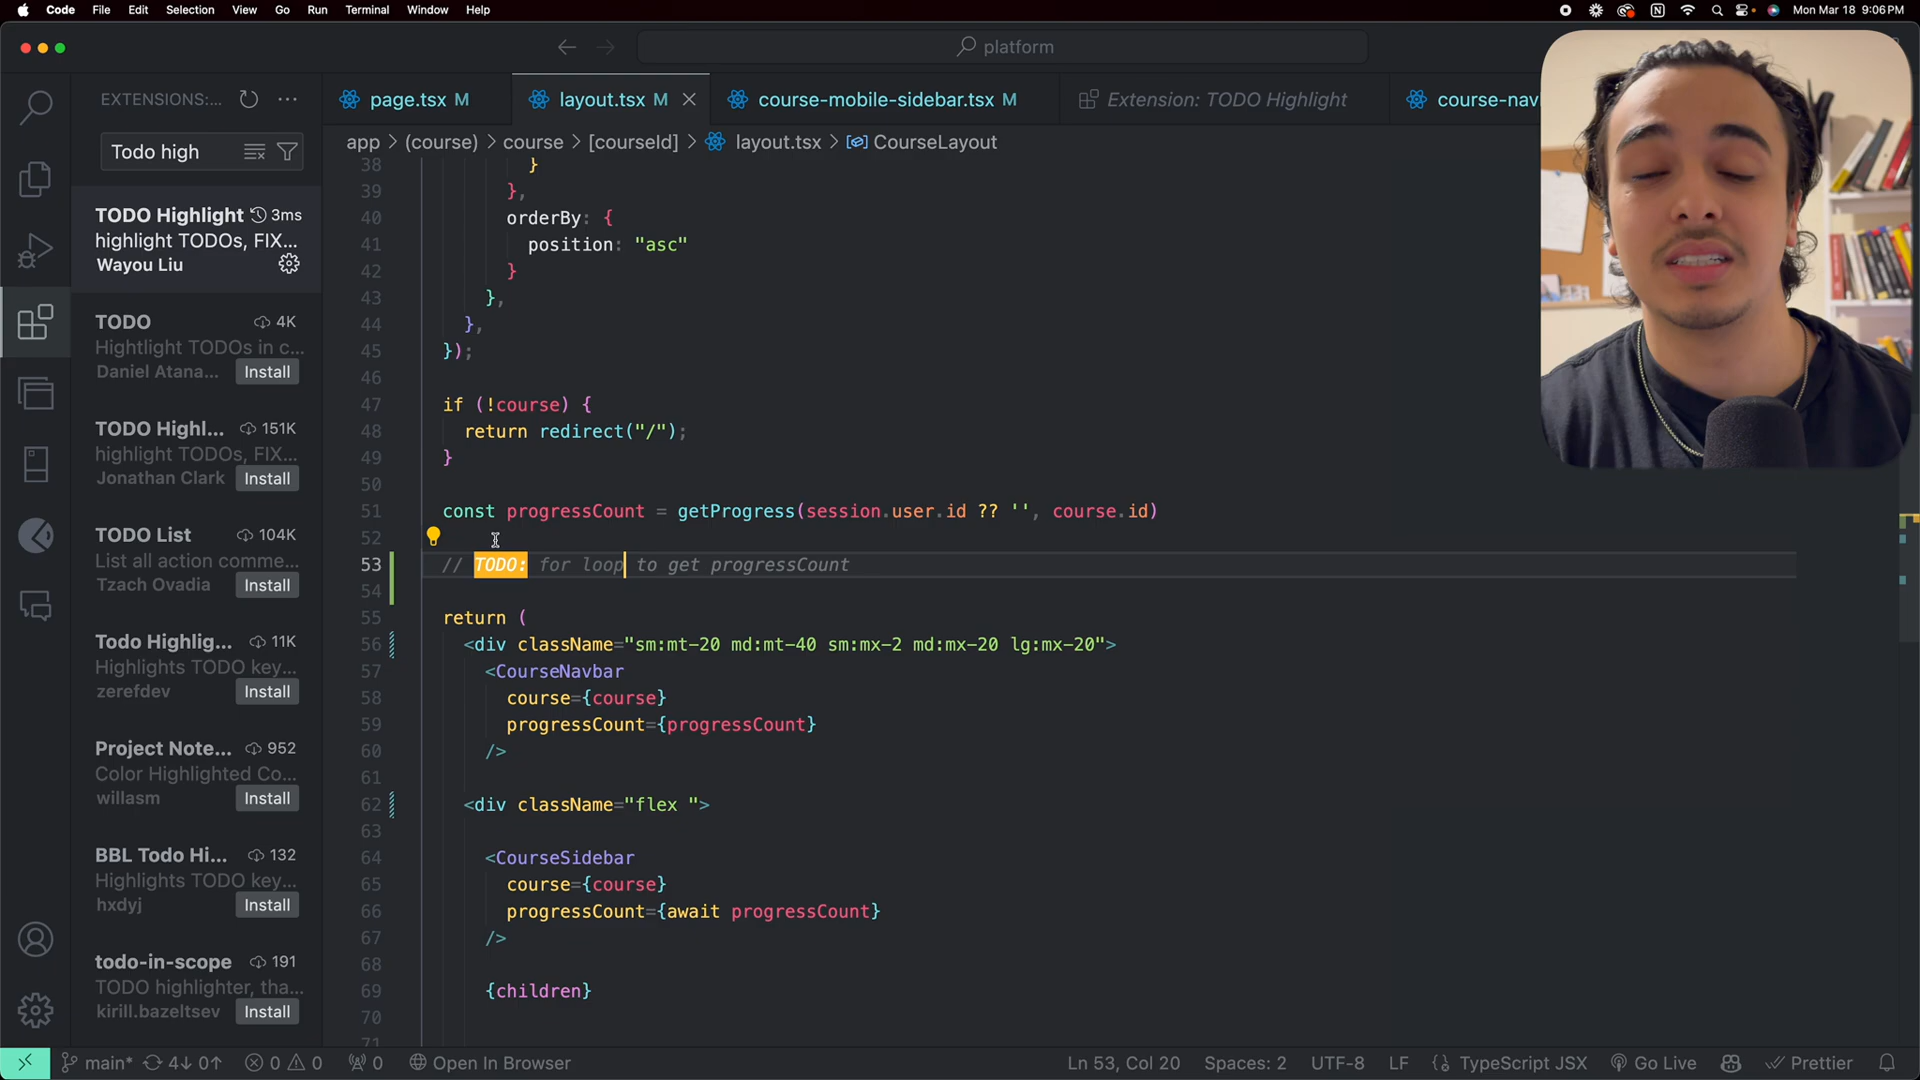 Code File Edit Selection View Go Run Terminal Window Help
Mon Mar 18 9:06 PM
platform
EXTENSIONS:...
Todo high
TODO Highlight 3ms
highlight TODOs, FIX...
Wayou Liu
TODO 4K
Hightlight TODOs in c...
Daniel Atana... Install
TODO Highl... 151K
highlight TODOs, FIX...
Jonathan Clark Install
TODO List 104K
List all action comme...
Tzach Ovadia Install
Todo Highlig... 11K
Highlights TODO key...
zerefdev Install
Project Note... 952
Color Highlighted Co...
willasm Install
BBL Todo Hi... 132
Highlights TODO key...
hxdyj Install
todo-in-scope 191
TODO highlighter, tha...
kirill.bazeltsev Install
page.tsx M layout.tsx M course-mobile-sidebar.tsx M Extension: TODO Highlight course-nav
app > (course) > course > [courseId] > layout.tsx > CourseLayout
38 }
39 },
40 orderBy: {
41 position: "asc"
42 }
43 },
44 },
45 });
46
47 if (!course) {
48 return redirect("/");
49 }
50
51 const progressCount = getProgress(session.user.id ?? '', course.id)
52
53 // TODO: for loop to get progressCount
54
55 return (
56 <div className="sm:mt-20 md:mt-40 sm:mx-2 md:mx-20 lg:mx-20">
57 <CourseNavbar
58 course={course}
59 progressCount={progressCount}
60 />
61
62 <div className="flex ">
63
64 <CourseSidebar
65 course={course}
66 progressCount={await progressCount}
67 />
68
69 {children}
70
71
main* 4↓ 0↑ 0 0 0 Open In Browser Ln 53, Col 20 Spaces: 2 UTF-8 LF {} TypeScript JSX Go Live Prettier